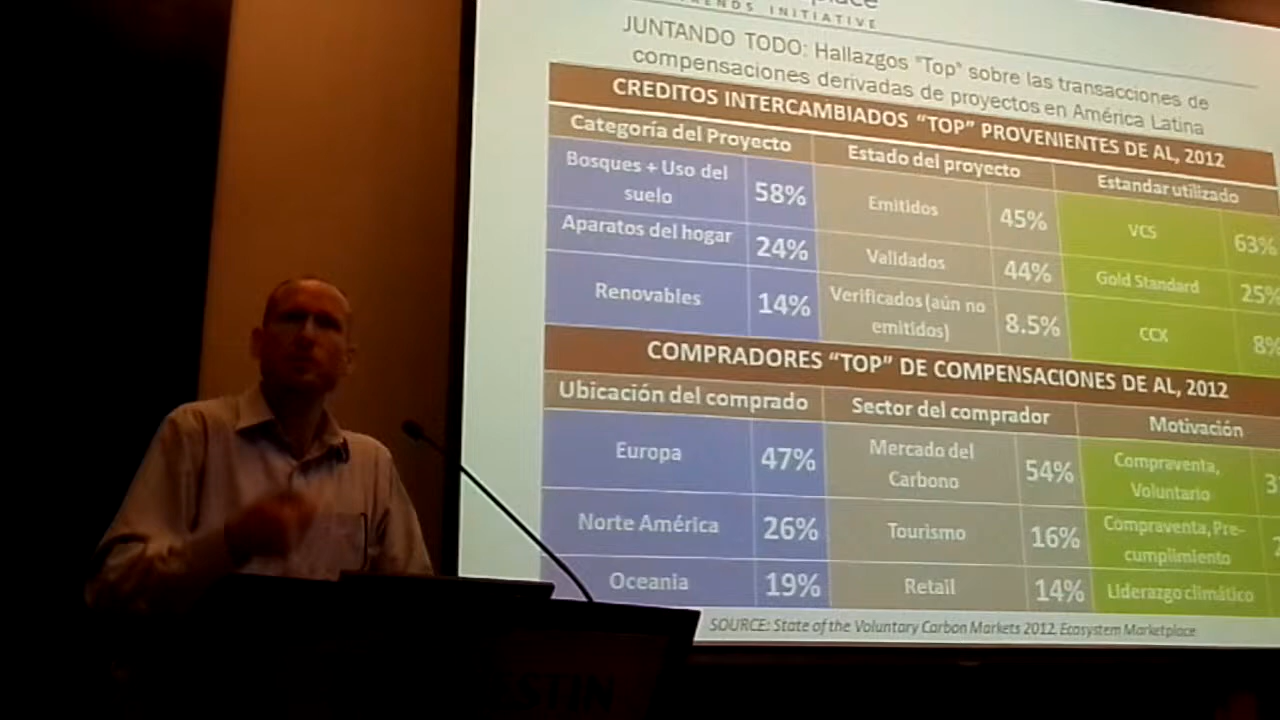 place
TRENDS INITIATIVE
JUNTANDO TODO: Hallazgos "Top" sobre las transacciones de
compensaciones derivadas de proyectos en América Latina
CREDITOS INTERCAMBIADOS “TOP” PROVENIENTES DE AL, 2012
Categoría del Proyecto Estado del proyecto Estandar utilizado
Bosques + Uso del
suelo 58% Emitidos 45% VCS 63%
Aparatos del hogar 24% Validados 44% Gold Standard 25%
Renovables 14% Verificados (aún no
emitidos) 8.5% CCX 8%
COMPRADORES “TOP” DE COMPENSACIONES DE AL, 2012
Ubicación del comprado Sector del comprador Motivación
Europa 47% Mercado del
Carbono 54% Compraventa,
Voluntario 3
Norte América 26% Tourismo 16% Compraventa, Pre-
cumplimiento 2
Oceania 19% Retail 14% Liderazgo climático
SOURCE: State of the Voluntary Carbon Markets 2012, Ecosystem Marketplace